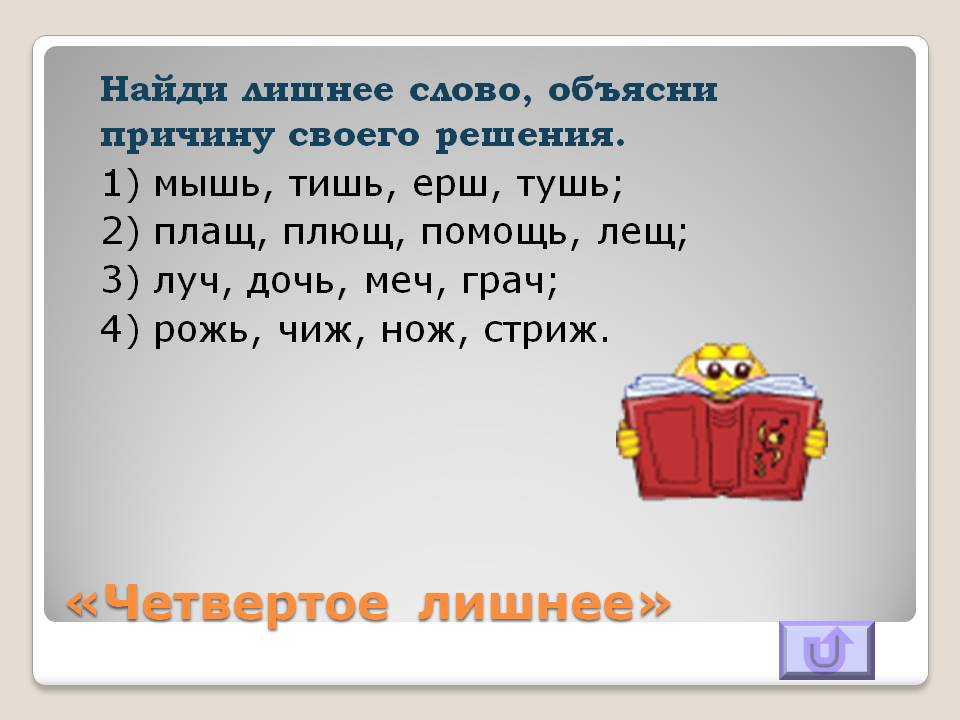 Найди лишнее слово, объясни
причину своего решения.
1) мышь, тишь, ерш, тушь;
2) плащ, плющ, помощь, лещ;
3) луч, дочь, меч, грач;
4) рожь, чиж, нож, стриж.
«Четвертое лишнее»